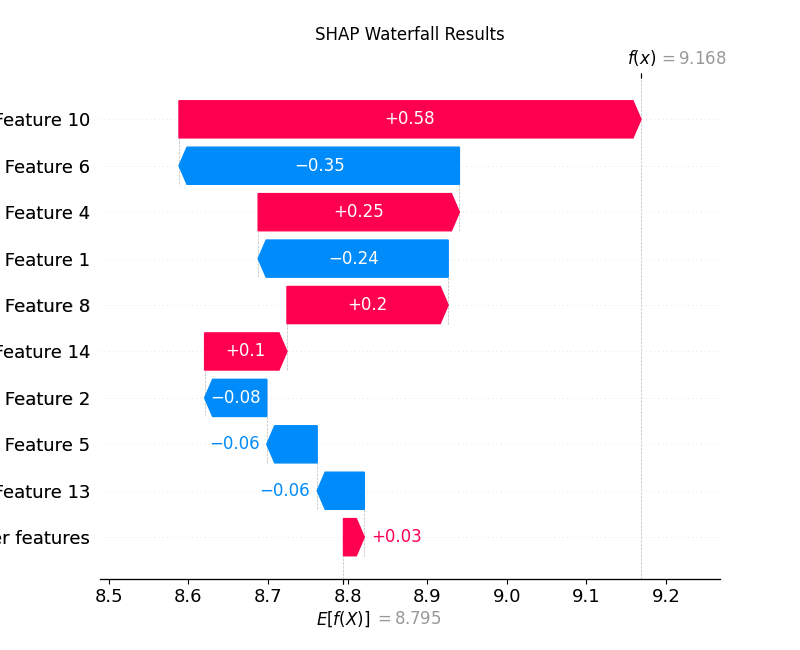 SHAP Waterfall Results
f(x) = 9.168
Feature 10
+0.58
Feature 6
−0.35
Feature 4
+0.25
Feature 1
−0.24
Feature 8
+0.2
Feature 14
+0.1
Feature 2
−0.08
Feature 5
−0.06
Feature 13
−0.06
er features
+0.03
8.5 8.6 8.7 8.8 8.9 9.0 9.1 9.2
E[f(X)] = 8.795